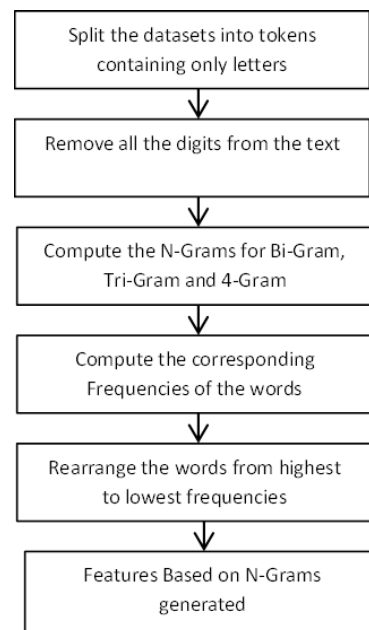 Split the datasets into tokens
containing only letters
Remove all the digits from the text
Compute the N-Grams for Bi-Gram,
Tri-Gram and 4-Gram
Compute the corresponding
Frequencies of the words
Rearrange the words from highest
to lowest frequencies
Features Based on N-Grams
generated